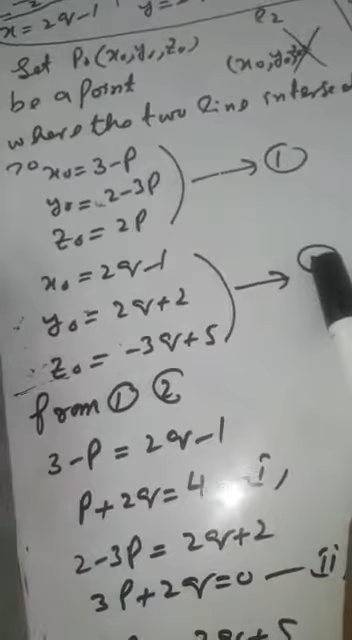 x = 2q-1
Let P₀(x₀, y₀, z₀)
be a point
where the two line
x₀ = 3-P
y₀ = 2-3P → ①
z₀ = 2P
x₀ = 2q-1
y₀ = 2q+2 →
z₀ = -3q+5
from ① ②
3-P = 2q-1
P+2q = 4 — I,
2-3P = 2q+2
3P+2q=0 — II